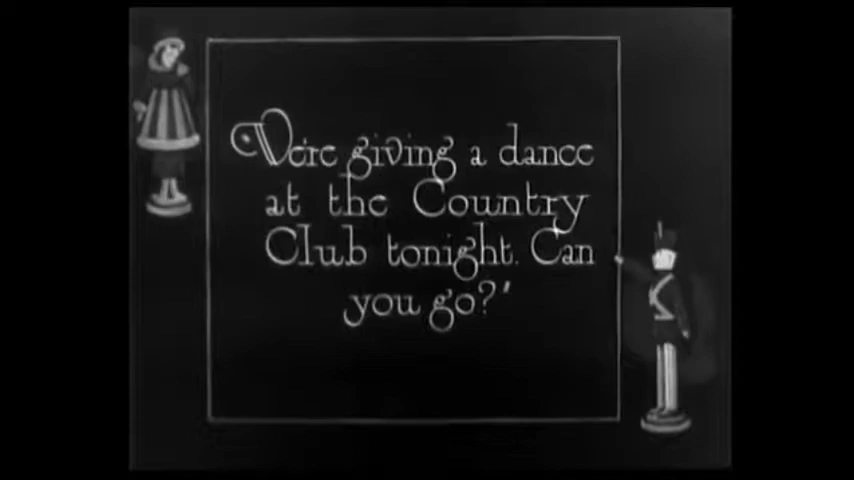 We're giving a dance
at the Country
Club tonight. Can
you go?"